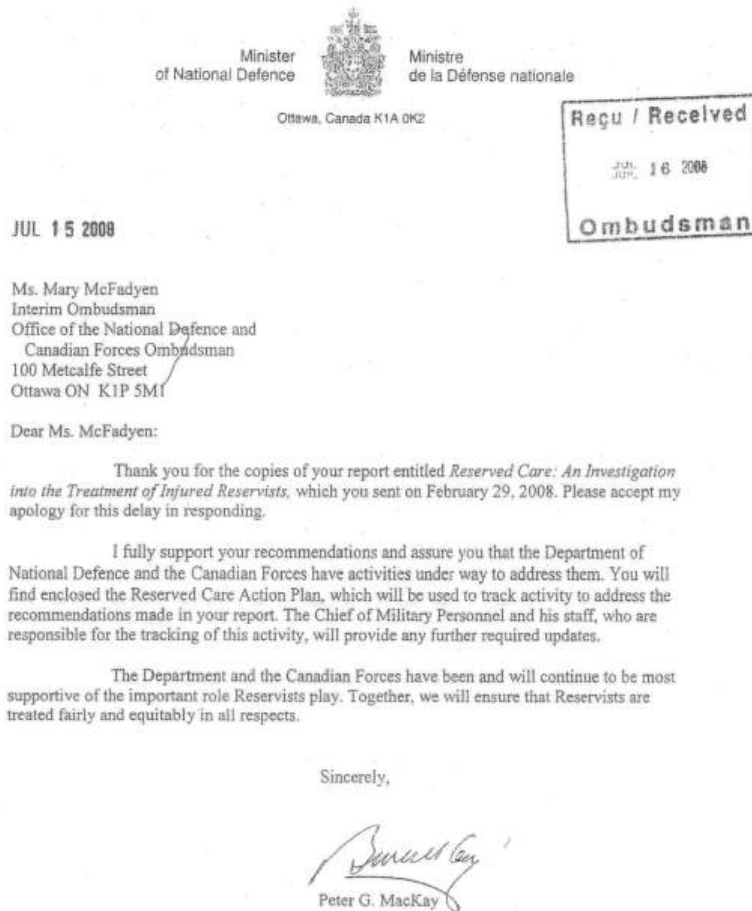 Minister
of National Defence
Ministre
de la Défense nationale
Ottawa, Canada K1A 0K2
Reçu / Received
JUL 16 2008
Ombudsman
JUL 15 2008
Ms. Mary McFadyen
Interim Ombudsman
Office of the National Defence and
Canadian Forces Ombudsman
100 Metcalfe Street
Ottawa ON K1P 5M1
Dear Ms. McFadyen:
Thank you for the copies of your report entitled Reserved Care: An Investigation
into the Treatment of Injured Reservists, which you sent on February 29, 2008. Please accept my
apology for this delay in responding.
I fully support your recommendations and assure you that the Department of
National Defence and the Canadian Forces have activities under way to address them. You will
find enclosed the Reserved Care Action Plan, which will be used to track activity to address the
recommendations made in your report. The Chief of Military Personnel and his staff, who are
responsible for the tracking of this activity, will provide any further required updates.
The Department and the Canadian Forces have been and will continue to be most
supportive of the important role Reservists play. Together, we will ensure that Reservists are
treated fairly and equitably in all respects.
Sincerely,
Peter G. MacKay